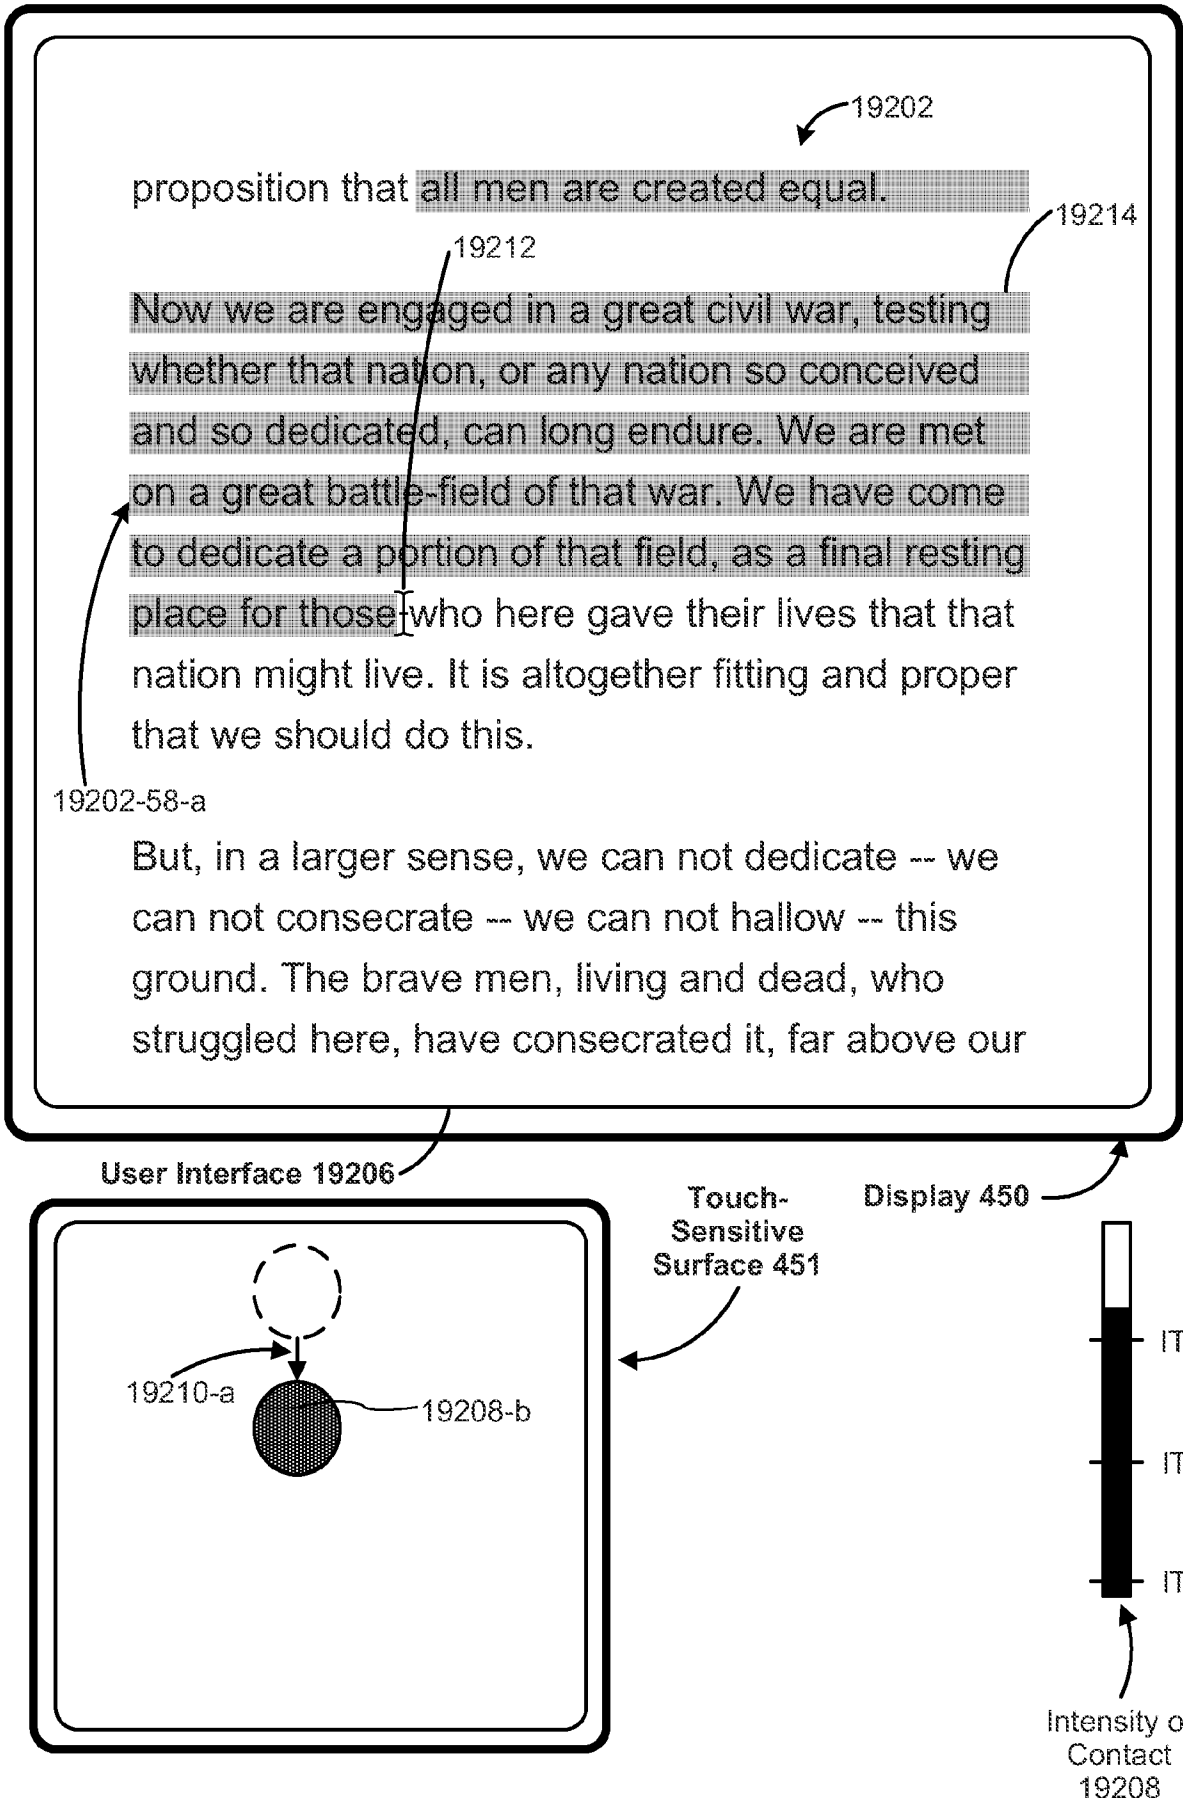 19202
proposition that all men are created equal.
19214
19212
Now we are engaged in a great civil war, testing
whether that nation, or any nation so conceived
and so dedicated, can long endure. We are met
on a great battle-field of that war. We have come
to dedicate a portion of that field, as a final resting
place for those who here gave their lives that that
nation might live. It is altogether fitting and proper
that we should do this.
19202-58-a
But, in a larger sense, we can not dedicate -- we
can not consecrate -- we can not hallow -- this
ground. The brave men, living and dead, who
struggled here, have consecrated it, far above our
User Interface 19206
Display 450
Touch-
Sensitive
Surface 451
19210-a
19208-b
IT
IT
IT
Intensity o
Contact
19208